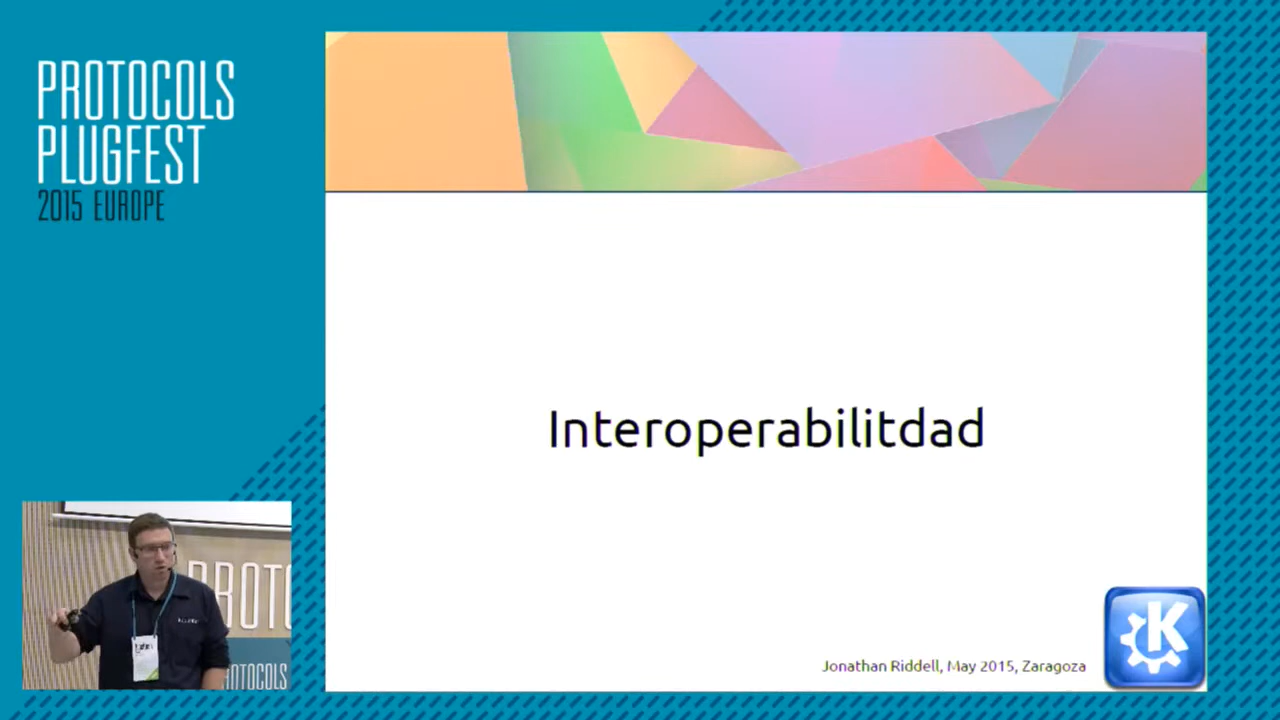 PROTOCOLS
PLUGFEST
2015 EUROPE
Interoperabilitdad
Jonathan Riddell, May 2015, Zaragoza
K
PROTO
PROTOCOLS